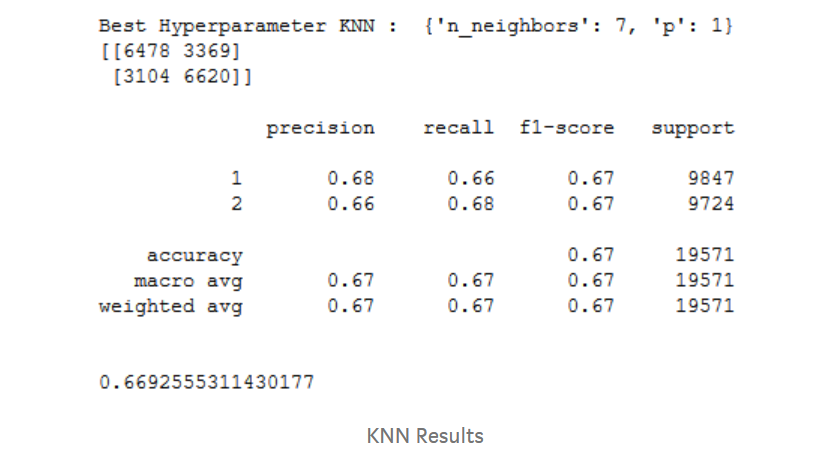 Best Hyperparameter KNN :  {'n_neighbors': 7, 'p': 1}
[[6478 3369]
 [3104 6620]]
precision recall f1-score support
1 0.68 0.66 0.67 9847
2 0.66 0.68 0.67 9724
accuracy 0.67 19571
macro avg 0.67 0.67 0.67 19571
weighted avg 0.67 0.67 0.67 19571
0.6692555311430177
KNN Results